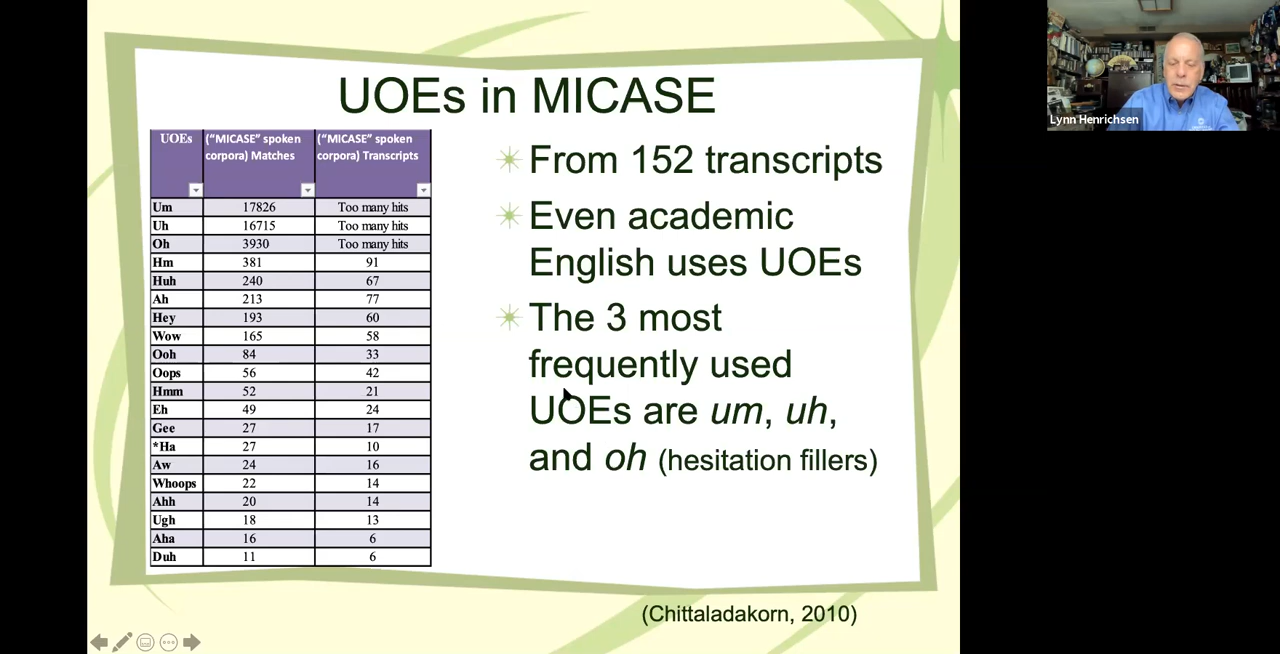 UOEs in MICASE
UOEs ("MICASE" spoken ("MICASE" spoken
corpora) Matches corpora) Transcripts
Um 17826 Too many hits
Uh 16715 Too many hits
Oh 3930 Too many hits
Hm 381 91
Huh 240 67
Ah 213 77
Hey 193 60
Wow 165 58
Ooh 84 33
Oops 56 42
Hmm 52 21
Eh 49 24
Gee 27 17
*Ha 27 10
Aw 24 16
Whoops 22 14
Ahh 20 14
Ugh 18 13
Aha 16 6
Duh 11 6
From 152 transcripts
Even academic
English uses UOEs
The 3 most
frequently used
UOEs are um, uh,
and oh (hesitation fillers)
(Chittaladakorn, 2010)
Lynn Henrichsen